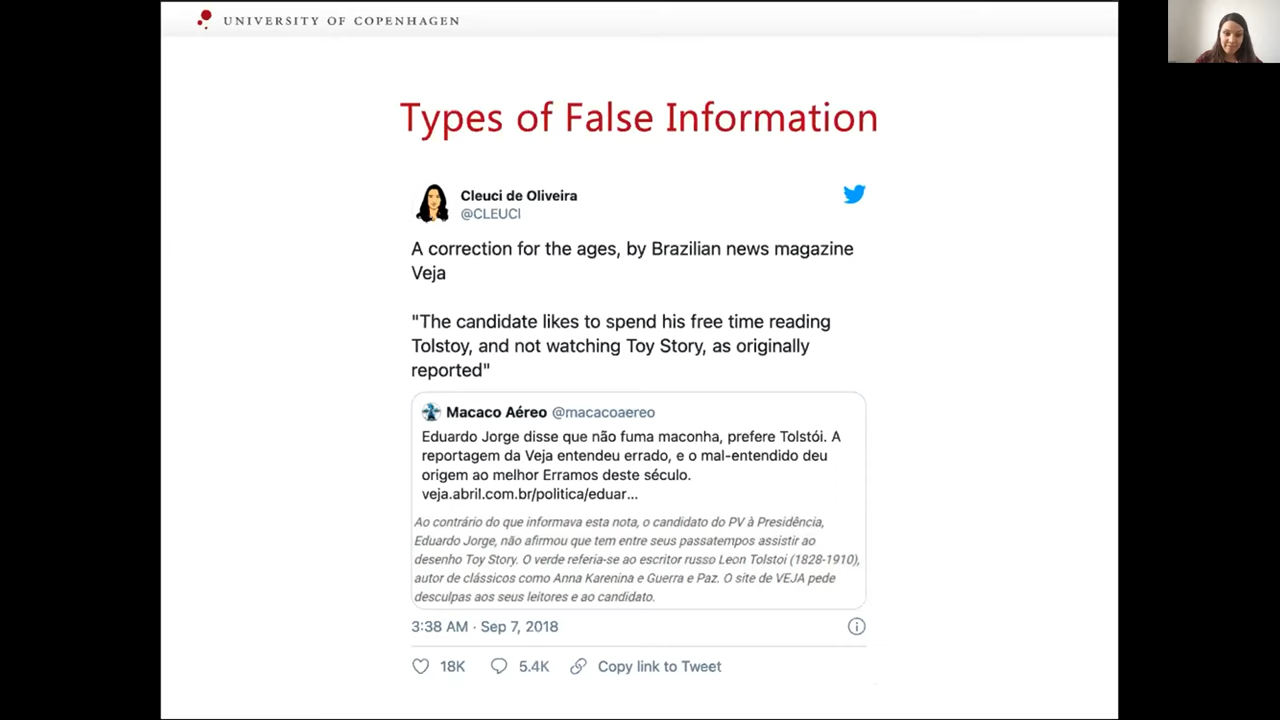 UNIVERSITY OF COPENHAGEN
Types of False Information
Cleuci de Oliveira
@CLEUCI
A correction for the ages, by Brazilian news magazine
Veja
"The candidate likes to spend his free time reading
Tolstoy, and not watching Toy Story, as originally
reported"
Macaco Aéreo @macacoaereo
Eduardo Jorge disse que não fuma maconha, prefere Tolstói. A
reportagem da Veja entendeu errado, e o mal-entendido deu
origem ao melhor Erramos deste século.
veja.abril.com.br/politica/eduar...
Ao contrário do que informava esta nota, o candidato do PV à Presidência,
Eduardo Jorge, não afirmou que tem entre seus passatempos assistir ao
desenho Toy Story. O verde referia-se ao escritor russo Leon Tolstoi (1828-1910),
autor de clássicos como Anna Karenina e Guerra e Paz. O site de VEJA pede
desculpas aos seus leitores e ao candidato.
3:38 AM · Sep 7, 2018
18K 5.4K Copy link to Tweet